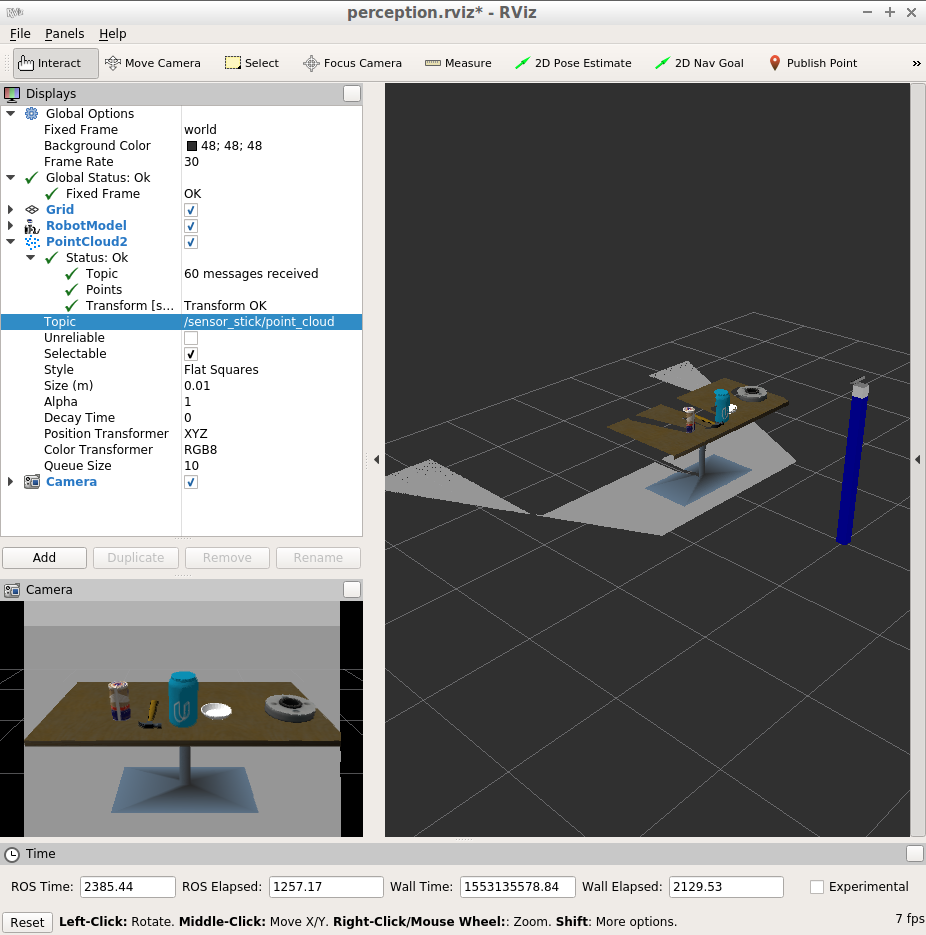 RViz
perception.rviz* - RViz
File Panels Help
Interact Move Camera Select Focus Camera Measure 2D Pose Estimate 2D Nav Goal Publish Point »
Displays
Global Options
Fixed Frame world
Background Color 48; 48; 48
Frame Rate 30
Global Status: Ok
Fixed Frame OK
Grid
RobotModel
PointCloud2
Status: Ok
Topic 60 messages received
Points
Transform [s... Transform OK
Topic /sensor_stick/point_cloud
Unreliable
Selectable
Style Flat Squares
Size (m) 0.01
Alpha 1
Decay Time 0
Position Transformer XYZ
Color Transformer RGB8
Queue Size 10
Camera
Add Duplicate Remove Rename
Camera
Time
ROS Time: 2385.44 ROS Elapsed: 1257.17 Wall Time: 1553135578.84 Wall Elapsed: 2129.53 Experimental
Reset Left-Click: Rotate. Middle-Click: Move X/Y. Right-Click/Mouse Wheel:: Zoom. Shift: More options. 7 fps